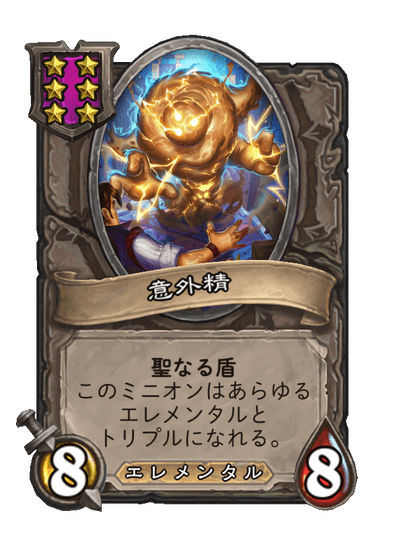 意外精
聖なる盾
このミニオンはあらゆる
エレメンタルと
トリプルになれる。
8
エレメンタル
8